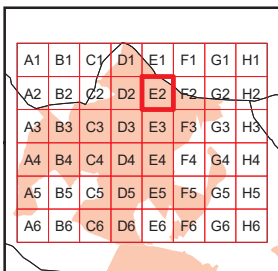 A1 B1 C1 D1 E1 F1 G1 H1
A2 B2 C2 D2 E2 F2 G2 H2
A3 B3 C3 D3 E3 F3 G3 H3
A4 B4 C4 D4 E4 F4 G4 H4
A5 B5 C5 D5 E5 F5 G5 H5
A6 B6 C6 D6 E6 F6 G6 H6